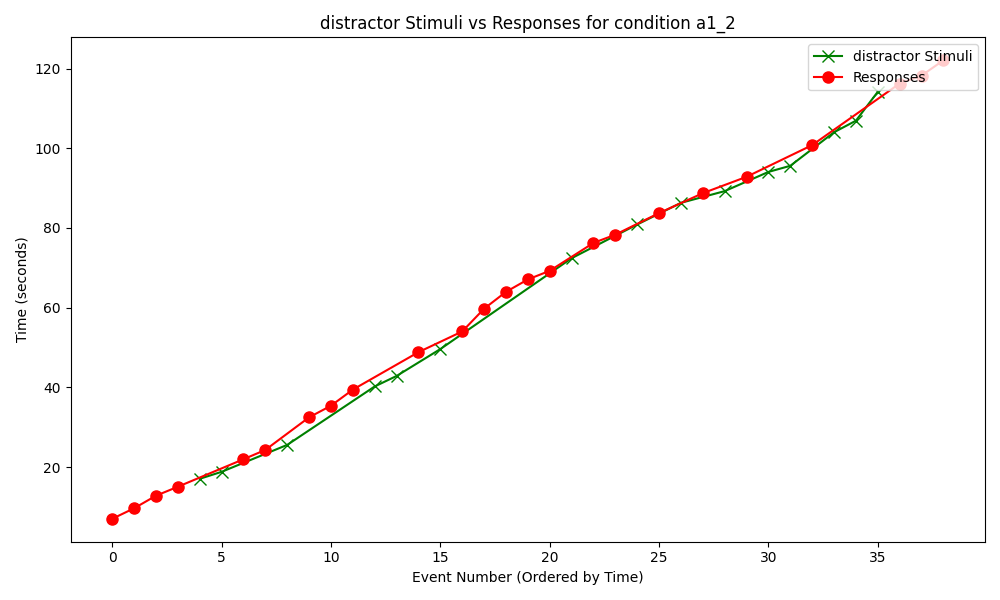 distractor Stimuli vs Responses for condition a1_2
distractor Stimuli
Responses
120
100
80
60
40
20
Time (seconds)
0 5 10 15 20 25 30 35
Event Number (Ordered by Time)